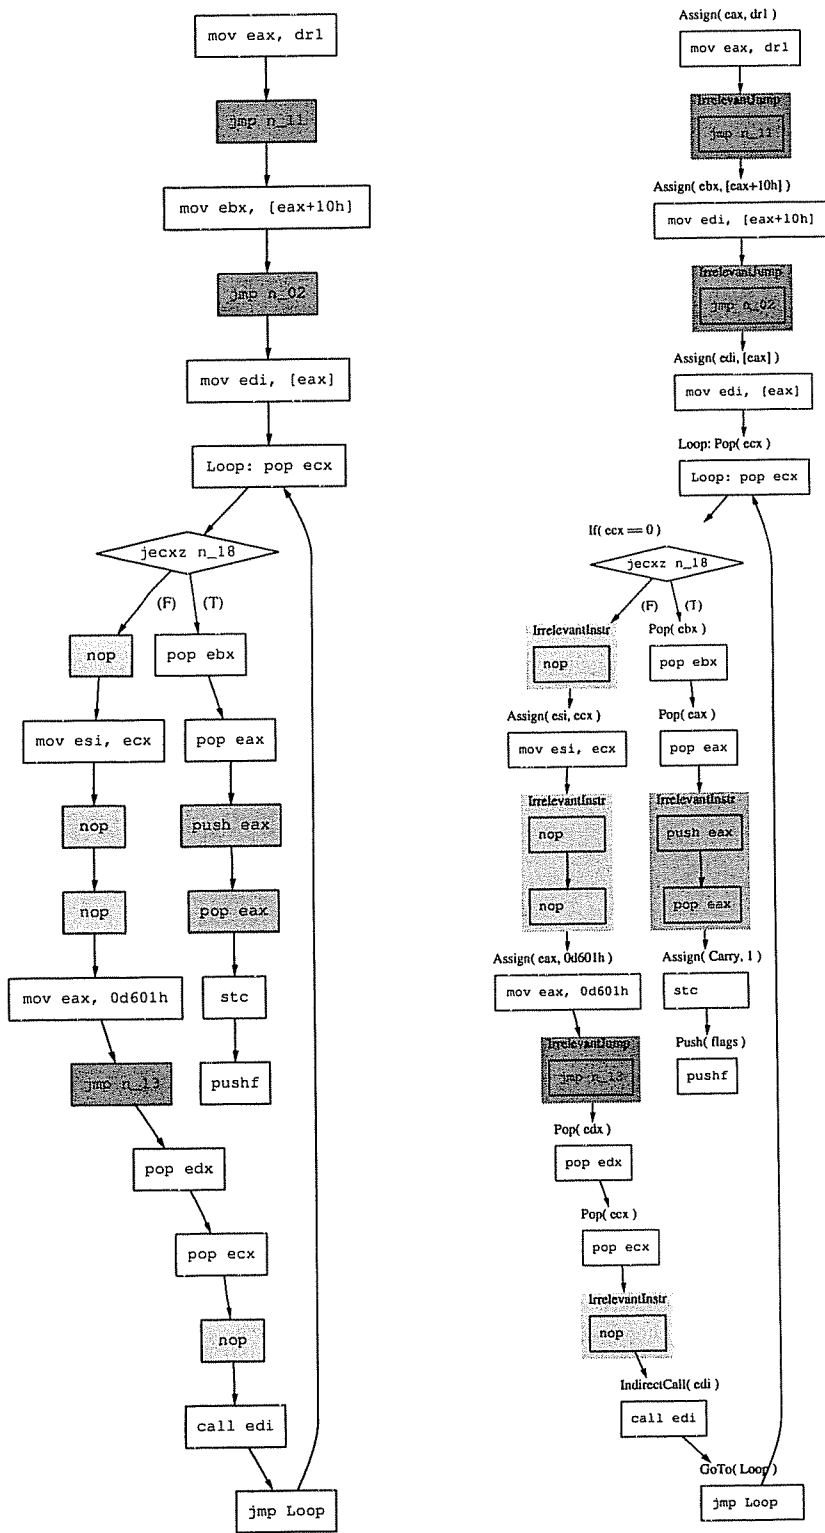 mov eax, dr1
jmp n_11
mov ebx, [eax+10h]
jmp n_02
mov edi, [eax]
Loop: pop ecx
jecxz n_18
(F)
(T)
nop
pop ebx
mov esi, ecx
pop eax
nop
push eax
nop
pop eax
mov eax, 0d601h
stc
jmp n_13
pushf
pop edx
pop ecx
nop
call edi
jmp Loop
Assign( eax, dr1 )
mov eax, dr1
IrrelevantJump
jmp n_11
Assign( ebx, [eax+10h] )
mov edi, [eax+10h]
IrrelevantJump
jmp n_02
Assign( edi, [eax] )
mov edi, [eax]
Loop: Pop( ecx )
Loop: pop ecx
If( ecx == 0 )
jecxz n_18
(F)
(T)
IrrelevantInstr
nop
Pop( ebx )
pop ebx
Assign( esi, ecx )
mov esi, ecx
Pop( eax )
pop eax
IrrelevantInstr
nop
nop
IrrelevantInstr
push eax
pop eax
Assign( eax, 0d601h )
mov eax, 0d601h
Assign( Carry, 1 )
stc
IrrelevantJump
jmp n_13
Push( flags )
pushf
Pop( edx )
pop edx
Pop( ecx )
pop ecx
IrrelevantInstr
nop
IndirectCall( edi )
call edi
GoTo( Loop )
jmp Loop